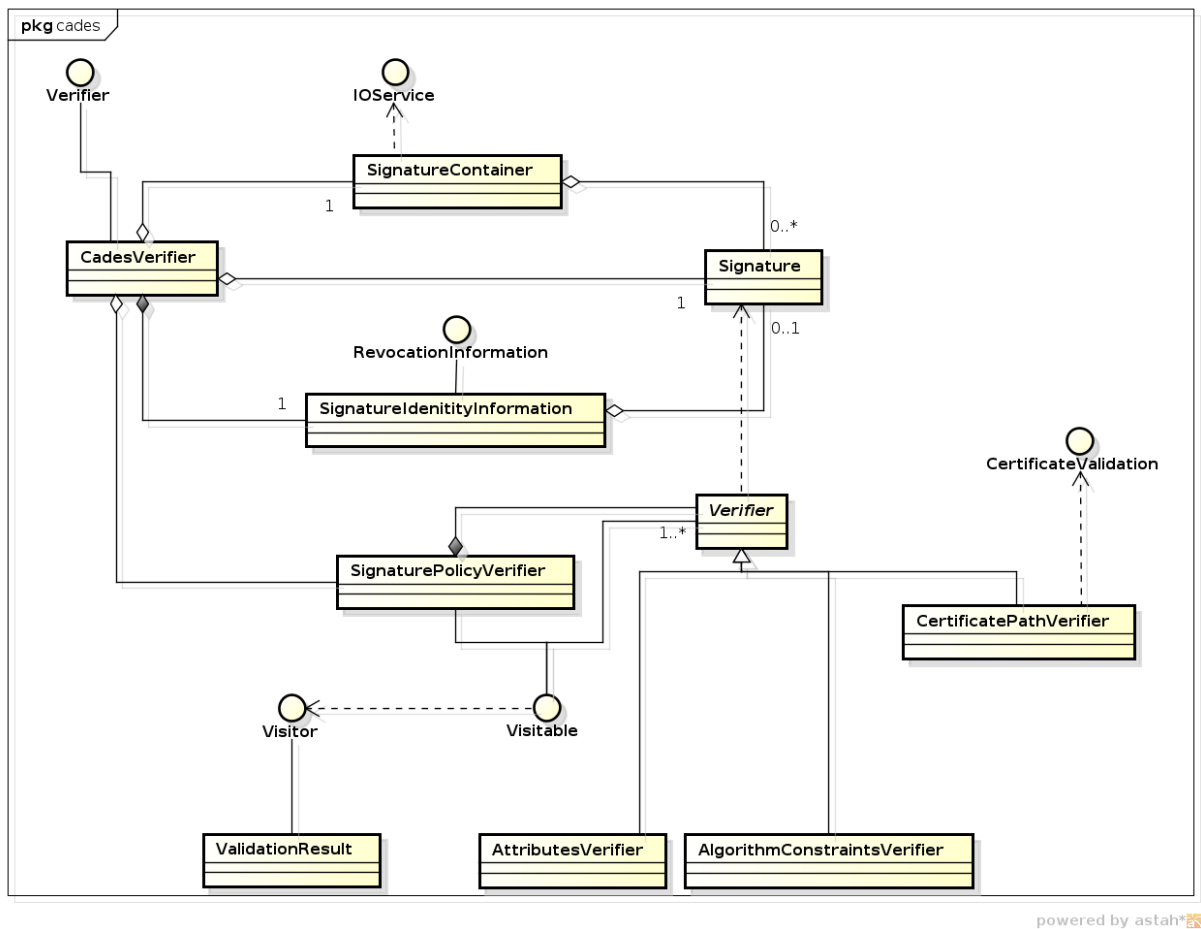 pkg cades
Verifier
IOService
SignatureContainer
1
0..*
CadesVerifier
Signature
1
0..1
RevocationInformation
1
SignatureIdenitityInformation
CertificateValidation
Verifier
1..*
SignaturePolicyVerifier
CertificatePathVerifier
Visitor
Visitable
ValidationResult
AttributesVerifier
AlgorithmConstraintsVerifier
powered by astah*